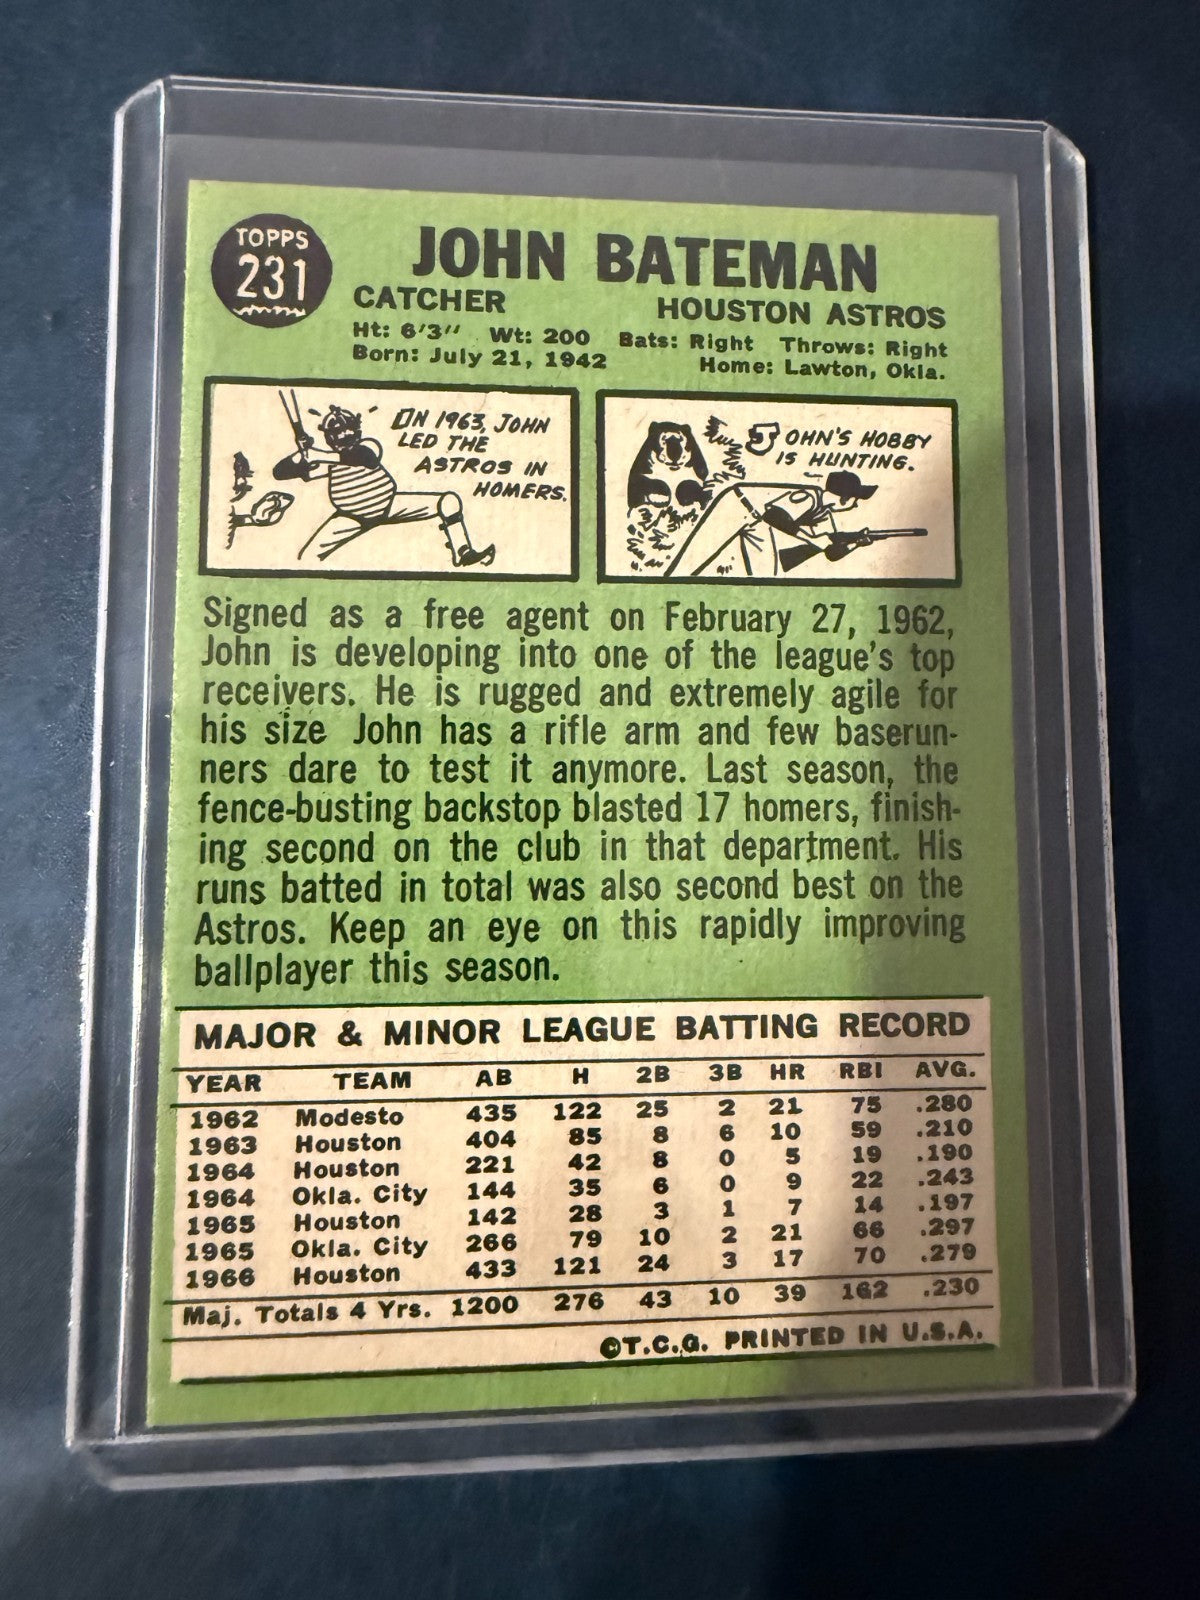 TOPPS
231
JOHN BATEMAN
CATCHER HOUSTON ASTROS
Ht: 6'3" Wt: 200 Bats: Right Throws: Right
Born: July 21, 1942 Home: Lawton, Okla.
IN 1963, JOHN
LED THE
ASTROS IN
HOMERS.
JOHN'S HOBBY
IS HUNTING.
Signed as a free agent on February 27, 1962,
John is developing into one of the league's top
receivers. He is rugged and extremely agile for
his size John has a rifle arm and few baserun-
ners dare to test it anymore. Last season, the
fence-busting backstop blasted 17 homers, finish-
ing second on the club in that department. His
runs batted in total was also second best on the
Astros. Keep an eye on this rapidly improving
ballplayer this season.
MAJOR & MINOR LEAGUE BATTING RECORD
YEAR TEAM AB H 2B 3B HR RBI AVG.
1962 Modesto 435 122 25 2 21 75 .280
1963 Houston 404 85 8 6 10 59 .210
1964 Houston 221 42 8 0 5 19 .190
1964 Okla. City 144 35 6 0 9 22 .243
1965 Houston 142 28 3 1 7 14 .197
1965 Okla. City 266 79 10 2 21 66 .297
1966 Houston 433 121 24 3 17 70 .279
Maj. Totals 4 Yrs. 1200 276 43 10 39 162 .230
©T.C.G. PRINTED IN U.S.A.